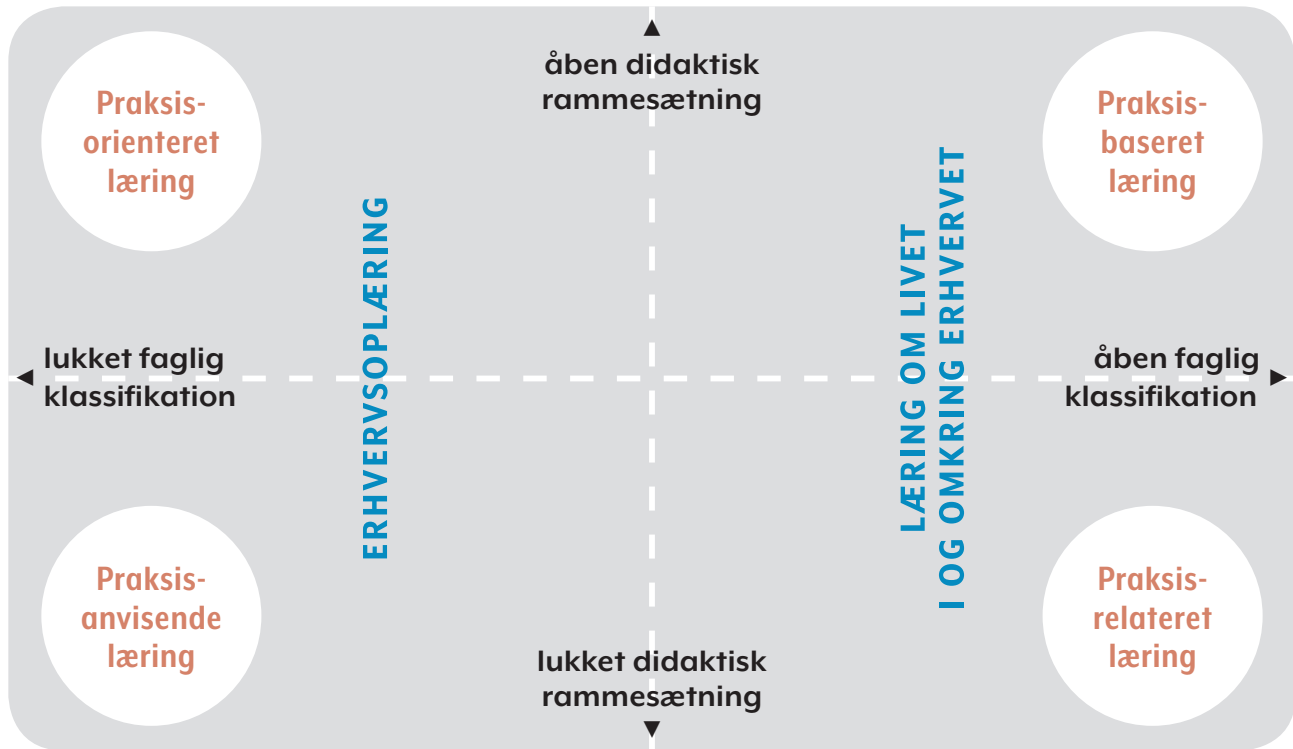 åben didaktisk
rammesætning
Praksis-
orienteret
læring
Praksis-
baseret
læring
ERHVERVSOPLÆRING
LÆRING OM LIVET
I OG OMKRING ERHVERVET
lukket faglig
klassifikation
åben faglig
klassifikation
Praksis-
anvisende
læring
Praksis-
relateret
læring
lukket didaktisk
rammesætning